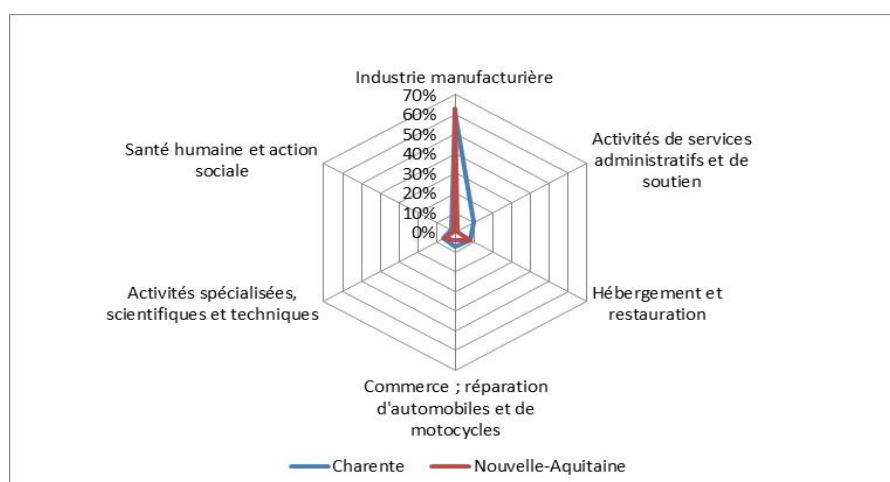 Industrie manufacturière
70%
60%
50%
40%
30%
20%
10%
0%
Activités de services
administratifs et de
soutien
Hébergement et
restauration
Commerce ; réparation
d'automobiles et de
motocycles
Activités spécialisées,
scientifiques et techniques
Santé humaine et action
sociale
Charente
Nouvelle-Aquitaine